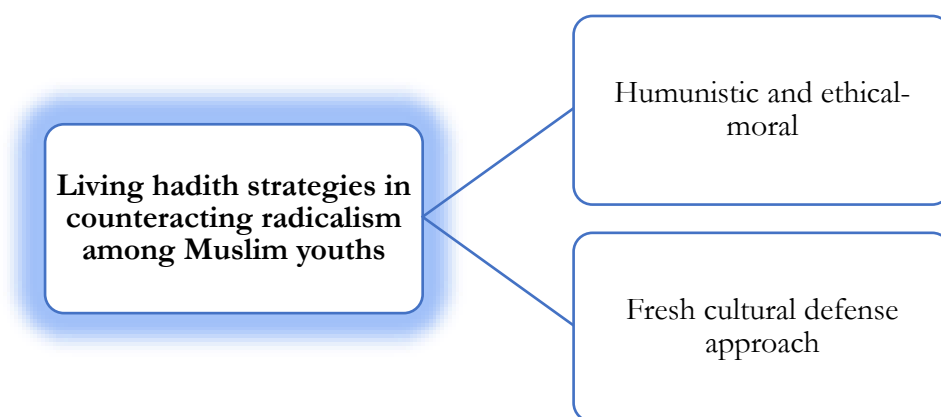 Living hadith strategies in
counteracting radicalism
among Muslim youths
Humunistic and ethical-
moral
Fresh cultural defense
approach